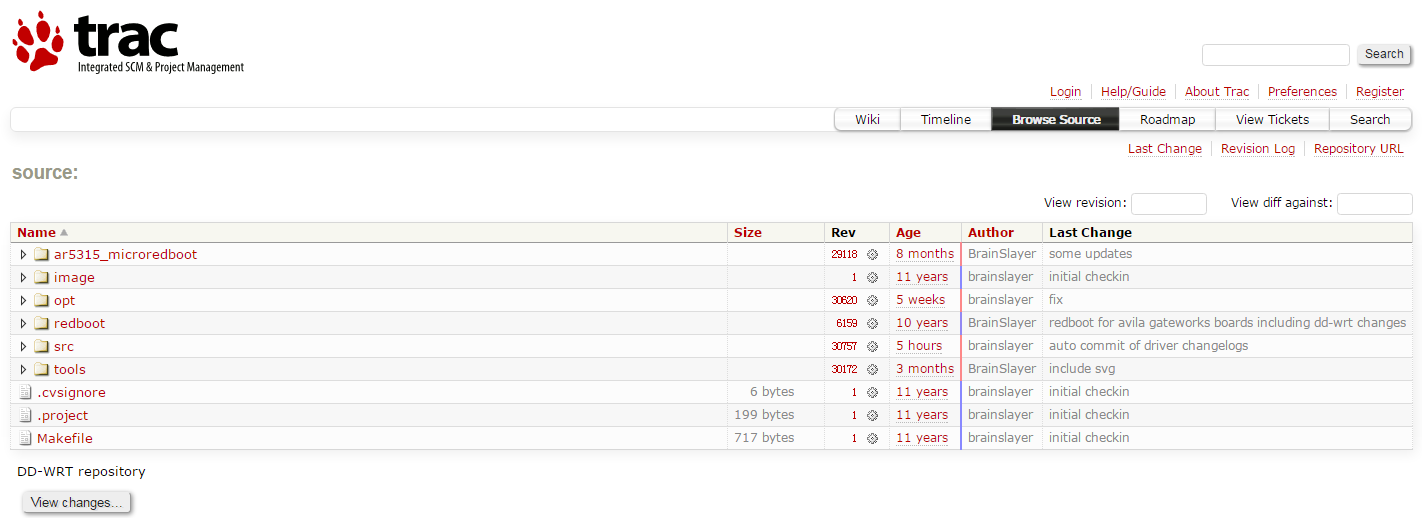 trac
Integrated SCM & Project Management
Search
Login Help/Guide About Trac Preferences Register
Wiki Timeline Browse Source Roadmap View Tickets Search
Last Change Revision Log Repository URL
source:
View revision: View diff against:
Name Size Rev Age Author Last Change
ar5315_microredboot 29118 8 months BrainSlayer some updates
image 1 11 years brainslayer initial checkin
opt 30620 5 weeks brainslayer fix
redboot 6159 10 years BrainSlayer redboot for avila gateworks boards including dd-wrt changes
src 30757 5 hours brainslayer auto commit of driver changelogs
tools 30172 3 months BrainSlayer include svg
.cvsignore 6 bytes 1 11 years brainslayer initial checkin
.project 199 bytes 1 11 years brainslayer initial checkin
Makefile 717 bytes 1 11 years brainslayer initial checkin
DD-WRT repository
View changes...